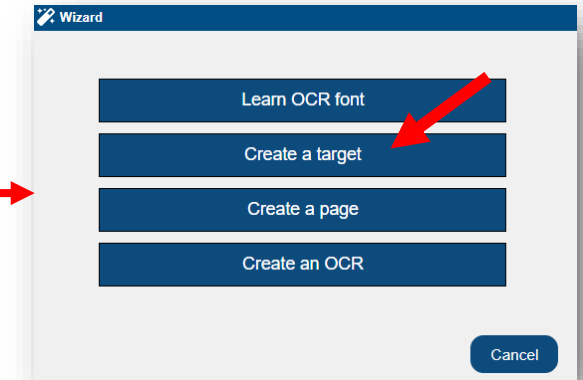 Wizard
Learn OCR font
Create a target
Create a page
Create an OCR
Cancel